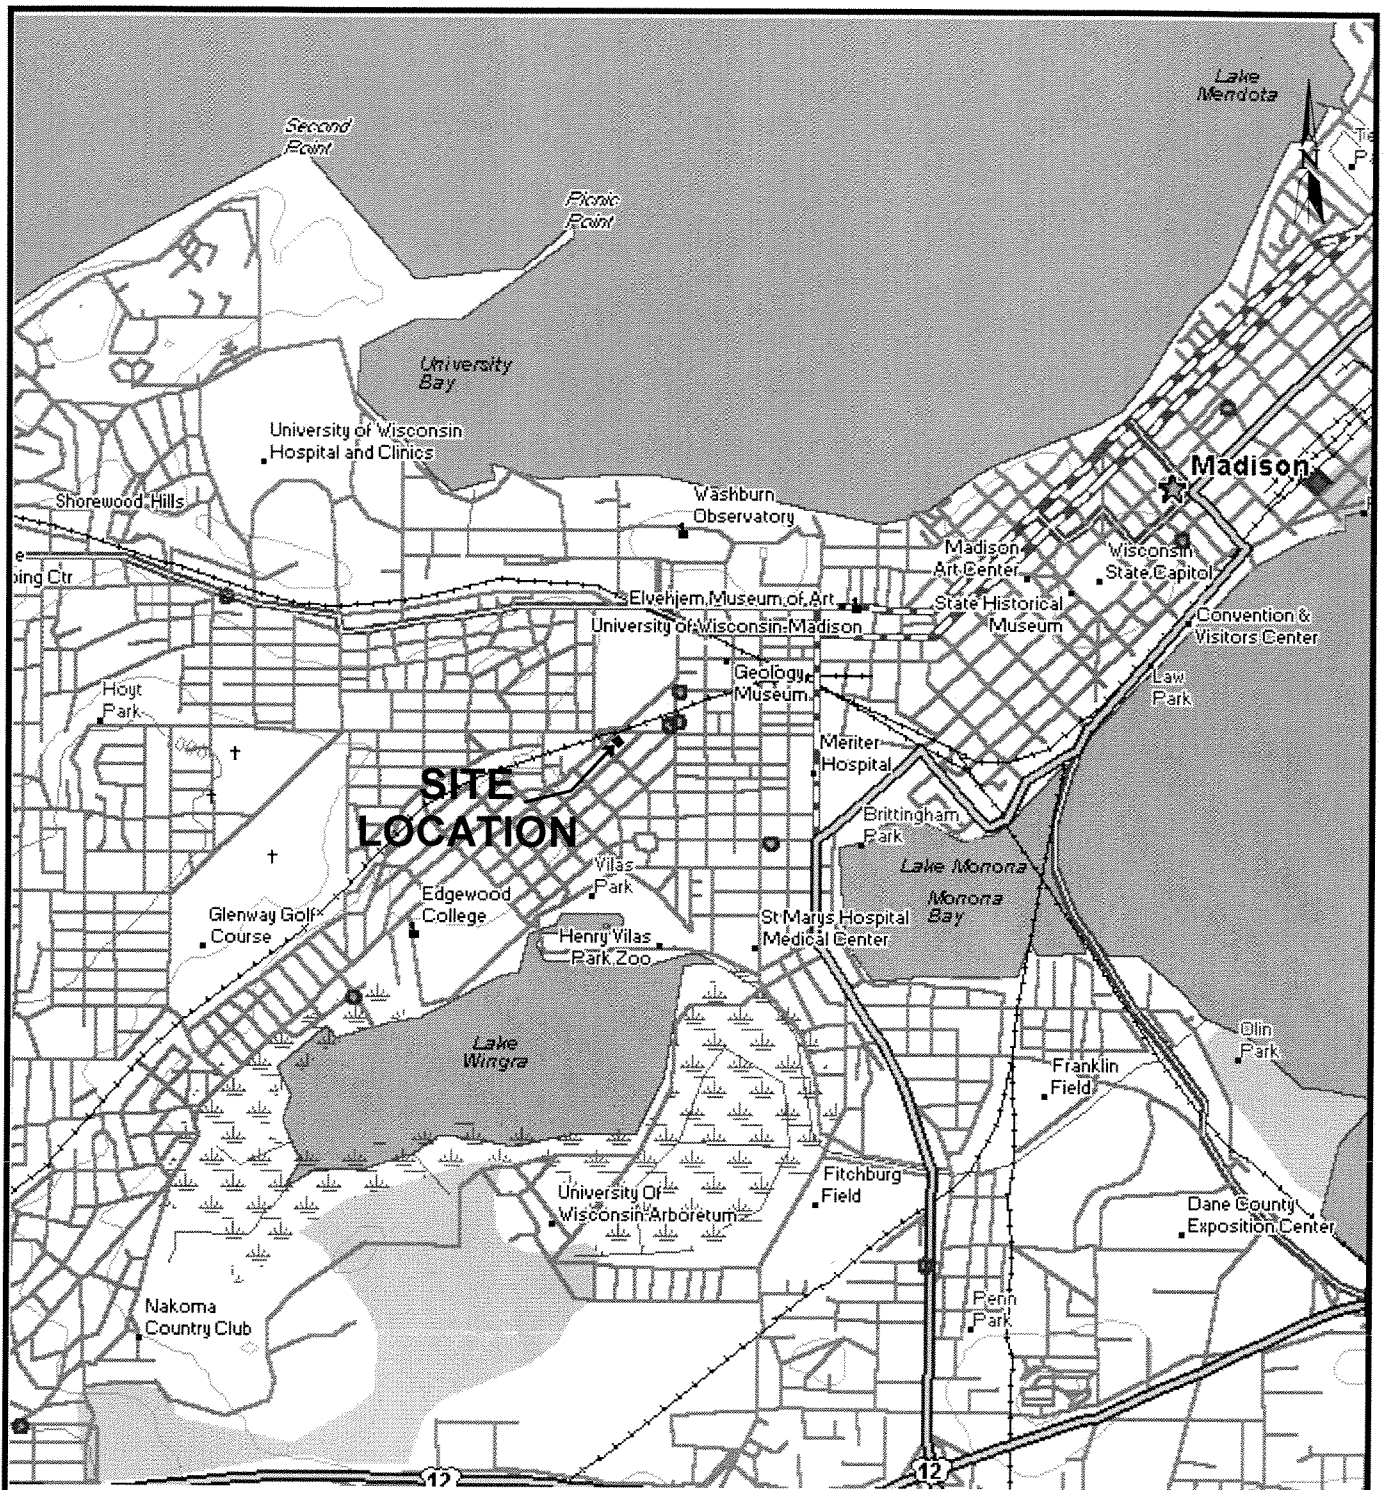 Lake
Mendota
Second
Point
N
Picnic
Point
University
Bay
University of Wisconsin
Hospital and Clinics
Madison
Shorewood Hills
Washburn
Observatory
Madison
Art Center
Wisconsin
State Capitol
Elvehjem Museum of Art
State Historical
Museum
University of Wisconsin-Madison
Convention &
Visitors Center
Geology
Museum
Law
Park
Hoyt
Park
Meriter
Hospital
SITE
LOCATION
Brittingham
Park
Vilas
Park
Lake Monona
Monona
Bay
Edgewood
College
Glenway Golf
Course
St Marys Hospital
Medical Center
Henry Vilas
Park Zoo
Lake
Wingra
Olin
Park
Franklin
Field
Fitchburg
Field
University Of
Wisconsin Arboretum
Dane County
Exposition Center
Nakoma
Country Club
Penn
Park
12
12